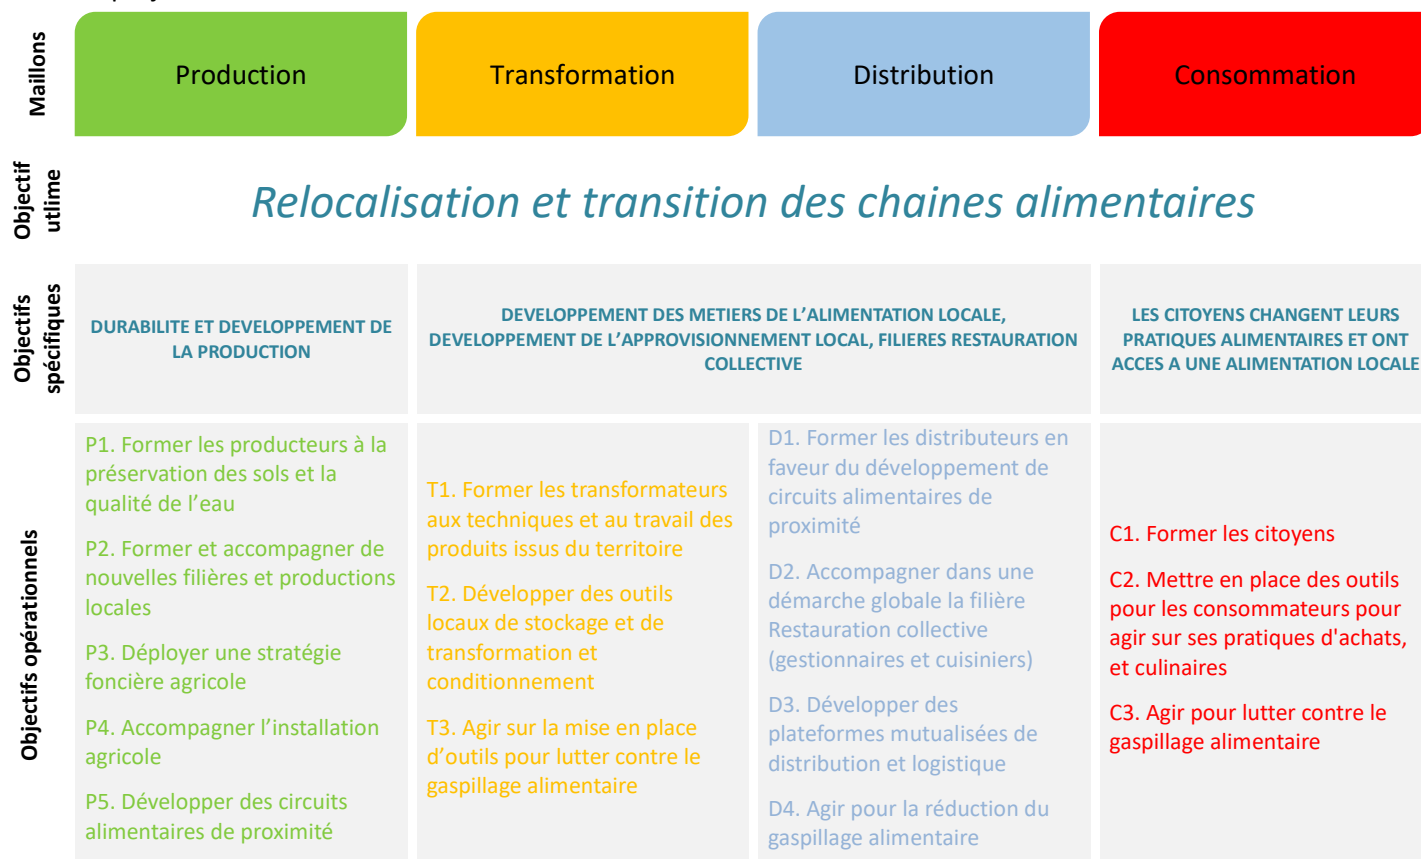 Maillons
Production
Transformation
Distribution
Consommation
Objectif
utlime
Relocalisation et transition des chaines alimentaires
Objectifs
spécifiques
DURABILITE ET DEVELOPPEMENT DE
LA PRODUCTION
DEVELOPPEMENT DES METIERS DE L’ALIMENTATION LOCALE,
DEVELOPPEMENT DE L’APPROVISIONNEMENT LOCAL, FILIERES RESTAURATION
COLLECTIVE
LES CITOYENS CHANGENT LEURS
PRATIQUES ALIMENTAIRES ET ONT
ACCES A UNE ALIMENTATION LOCALE
Objectifs opérationnels
P1. Former les producteurs à la
préservation des sols et la
qualité de l’eau
P2. Former et accompagner de
nouvelles filières et productions
locales
P3. Déployer une stratégie
foncière agricole
P4. Accompagner l’installation
agricole
P5. Développer des circuits
alimentaires de proximité
T1. Former les transformateurs
aux techniques et au travail des
produits issus du territoire
T2. Développer des outils
locaux de stockage et de
transformation et
conditionnement
T3. Agir sur la mise en place
d’outils pour lutter contre le
gaspillage alimentaire
D1. Former les distributeurs en
faveur du développement de
circuits alimentaires de
proximité
D2. Accompagner dans une
démarche globale la filière
Restauration collective
(gestionnaires et cuisiniers)
D3. Développer des
plateformes mutualisées de
distribution et logistique
D4. Agir pour la réduction du
gaspillage alimentaire
C1. Former les citoyens
C2. Mettre en place des outils
pour les consommateurs pour
agir sur ses pratiques d'achats,
et culinaires
C3. Agir pour lutter contre le
gaspillage alimentaire